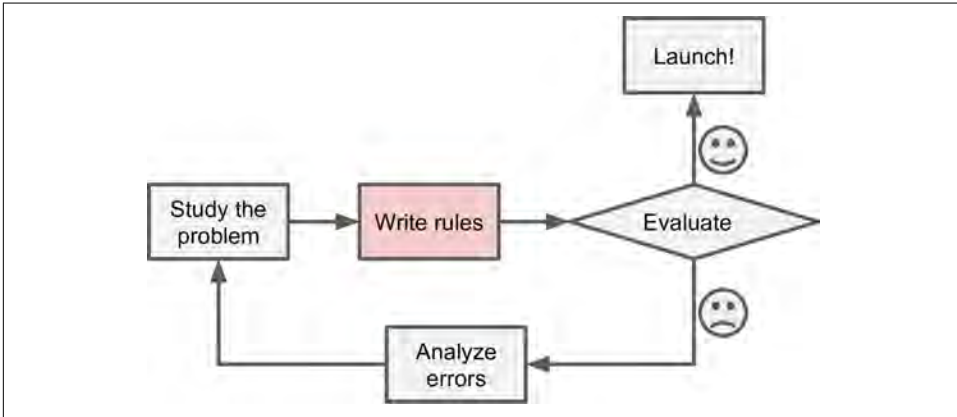 Launch!
Study the
problem
Write rules
Evaluate
Analyze
errors